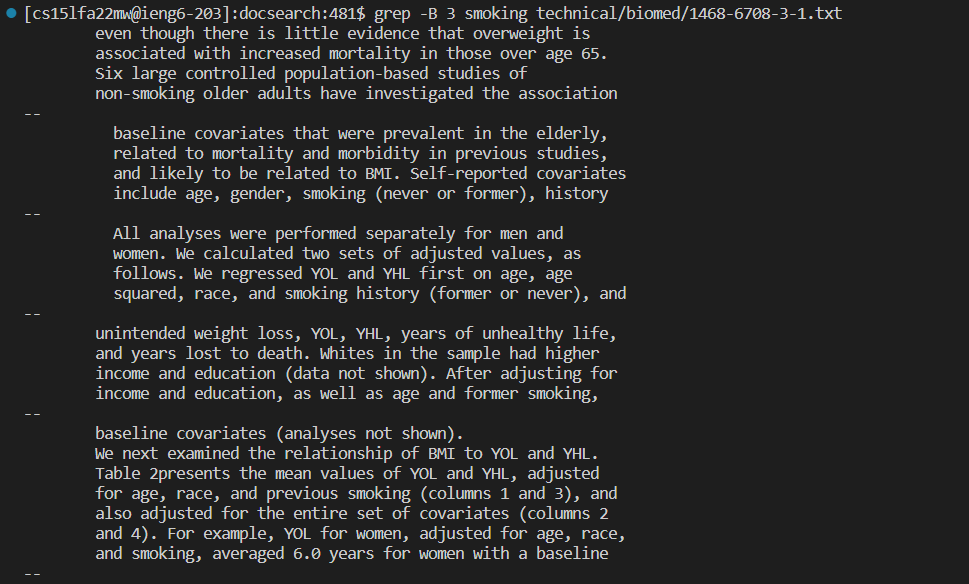 [cs15lfa22mw@ieng6-203]:docsearch:481$ grep -B 3 smoking technical/biomed/1468-6708-3-1.txt
even though there is little evidence that overweight is
associated with increased mortality in those over age 65.
Six large controlled population-based studies of
non-smoking older adults have investigated the association
--
baseline covariates that were prevalent in the elderly,
related to mortality and morbidity in previous studies,
and likely to be related to BMI. Self-reported covariates
include age, gender, smoking (never or former), history
--
All analyses were performed separately for men and
women. We calculated two sets of adjusted values, as
follows. We regressed YOL and YHL first on age, age
squared, race, and smoking history (former or never), and
--
unintended weight loss, YOL, YHL, years of unhealthy life,
and years lost to death. Whites in the sample had higher
income and education (data not shown). After adjusting for
income and education, as well as age and former smoking,
--
baseline covariates (analyses not shown).
We next examined the relationship of BMI to YOL and YHL.
Table 2presents the mean values of YOL and YHL, adjusted
for age, race, and previous smoking (columns 1 and 3), and
also adjusted for the entire set of covariates (columns 2
and 4). For example, YOL for women, adjusted for age, race,
and smoking, averaged 6.0 years for women with a baseline
--